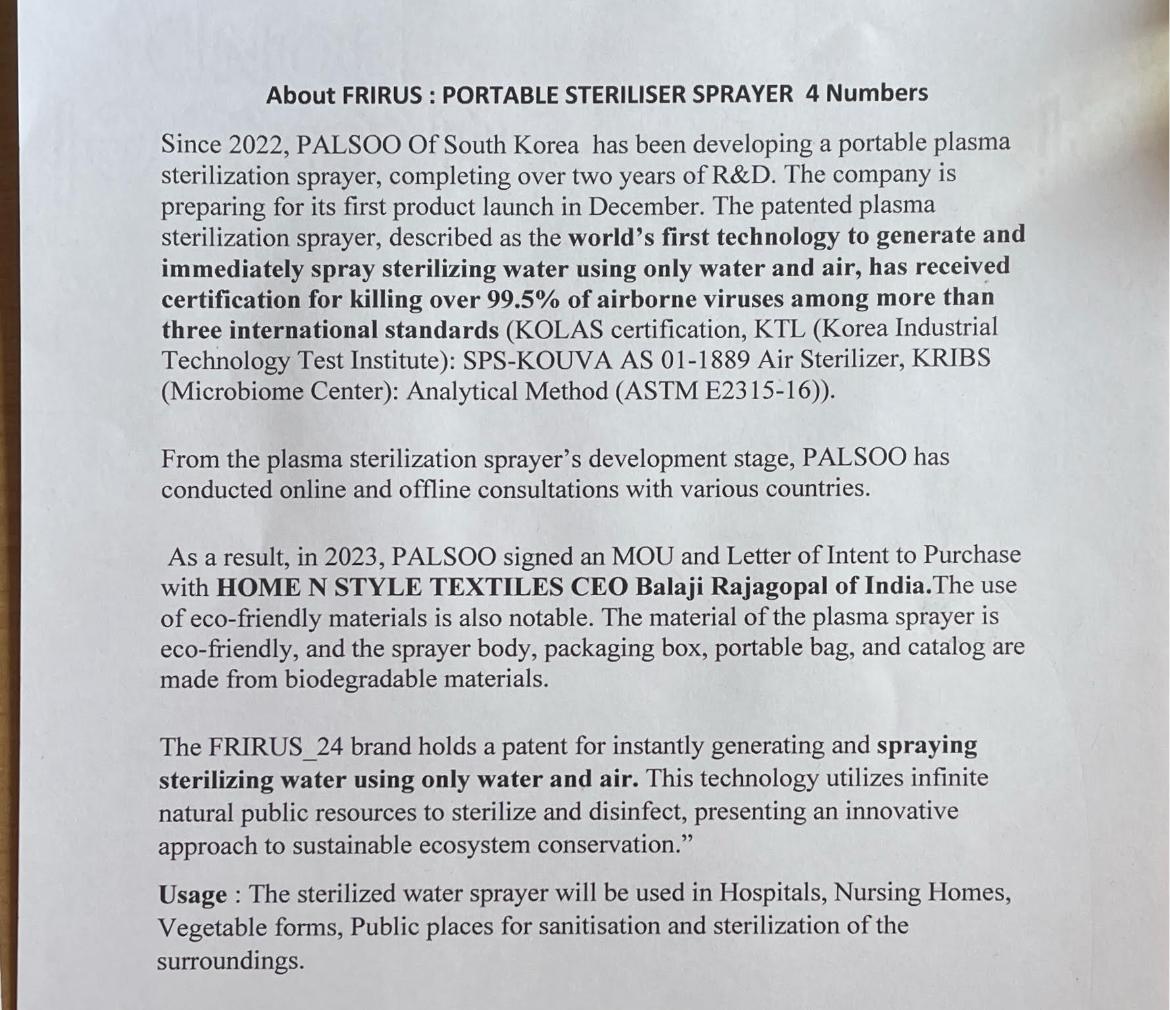 About FRIRUS : PORTABLE STERILISER SPRAYER 4 Numbers
Since 2022, PALSOO Of South Korea has been developing a portable plasma
sterilization sprayer, completing over two years of R&D. The company is
preparing for its first product launch in December. The patented plasma
sterilization sprayer, described as the world's first technology to generate and
immediately spray sterilizing water using only water and air, has received
certification for killing over 99.5% of airborne viruses among more than
three international standards (KOLAS certification, KTL (Korea Industrial
Technology Test Institute): SPS-KOUVA AS 01-1889 Air Sterilizer, KRIBS
(Microbiome Center): Analytical Method (ASTM E2315-16)).
From the plasma sterilization sprayer's development stage, PALSOO has
conducted online and offline consultations with various countries.
As a result, in 2023, PALSOO signed an MOU and Letter of Intent to Purchase
with HOME N STYLE TEXTILES CEO Balaji Rajagopal of India.The use
of eco-friendly materials is also notable. The material of the plasma sprayer is
eco-friendly, and the sprayer body, packaging box, portable bag, and catalog are
made from biodegradable materials.
The FRIRUS_24 brand holds a patent for instantly generating and spraying
sterilizing water using only water and air. This technology utilizes infinite
natural public resources to sterilize and disinfect, presenting an innovative
approach to sustainable ecosystem conservation.”
Usage : The sterilized water sprayer will be used in Hospitals, Nursing Homes,
Vegetable forms, Public places for sanitisation and sterilization of the
surroundings.